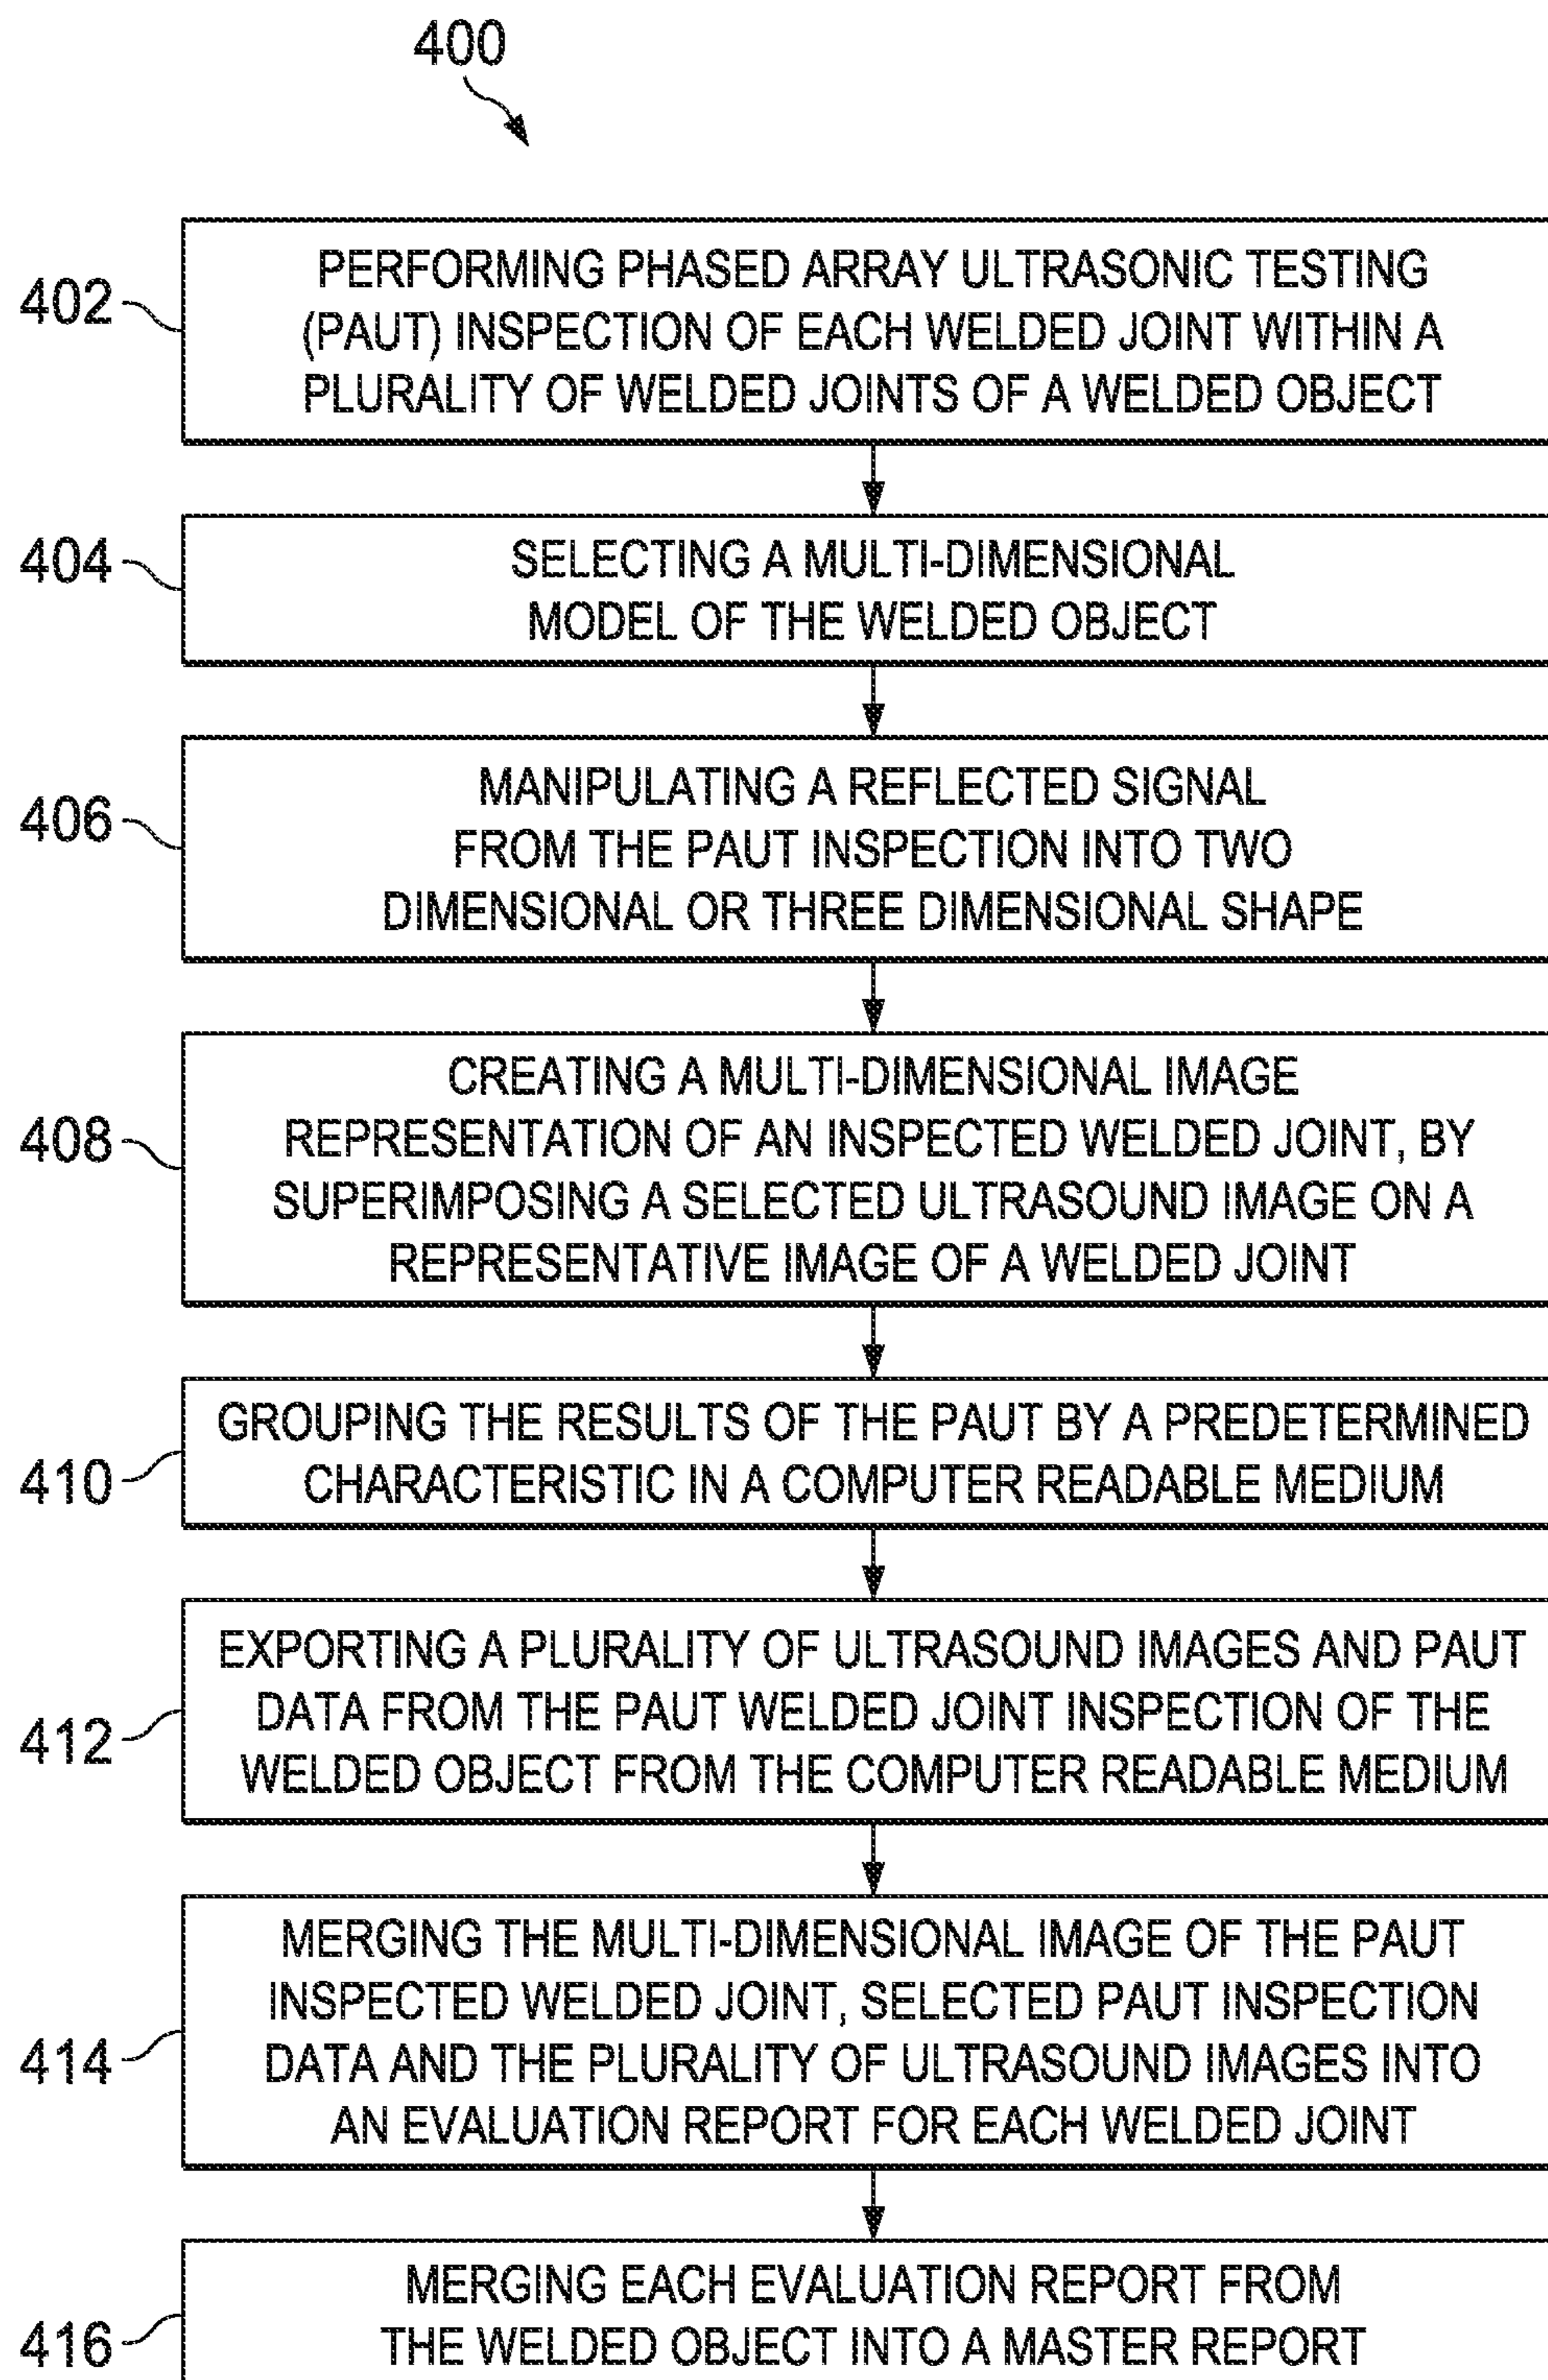 400
402
PERFORMING PHASED ARRAY ULTRASONIC TESTING
(PAUT) INSPECTION OF EACH WELDED JOINT WITHIN A
PLURALITY OF WELDED JOINTS OF A WELDED OBJECT
404
SELECTING A MULTI-DIMENSIONAL
MODEL OF THE WELDED OBJECT
406
MANIPULATING A REFLECTED SIGNAL
FROM THE PAUT INSPECTION INTO TWO
DIMENSIONAL OR THREE DIMENSIONAL SHAPE
408
CREATING A MULTI-DIMENSIONAL IMAGE
REPRESENTATION OF AN INSPECTED WELDED JOINT, BY
SUPERIMPOSING A SELECTED ULTRASOUND IMAGE ON A
REPRESENTATIVE IMAGE OF A WELDED JOINT
410
GROUPING THE RESULTS OF THE PAUT BY A PREDETERMINED
CHARACTERISTIC IN A COMPUTER READABLE MEDIUM
412
EXPORTING A PLURALITY OF ULTRASOUND IMAGES AND PAUT
DATA FROM THE PAUT WELDED JOINT INSPECTION OF THE
WELDED OBJECT FROM THE COMPUTER READABLE MEDIUM
414
MERGING THE MULTI-DIMENSIONAL IMAGE OF THE PAUT
INSPECTED WELDED JOINT, SELECTED PAUT INSPECTION
DATA AND THE PLURALITY OF ULTRASOUND IMAGES INTO
AN EVALUATION REPORT FOR EACH WELDED JOINT
416
MERGING EACH EVALUATION REPORT FROM
THE WELDED OBJECT INTO A MASTER REPORT